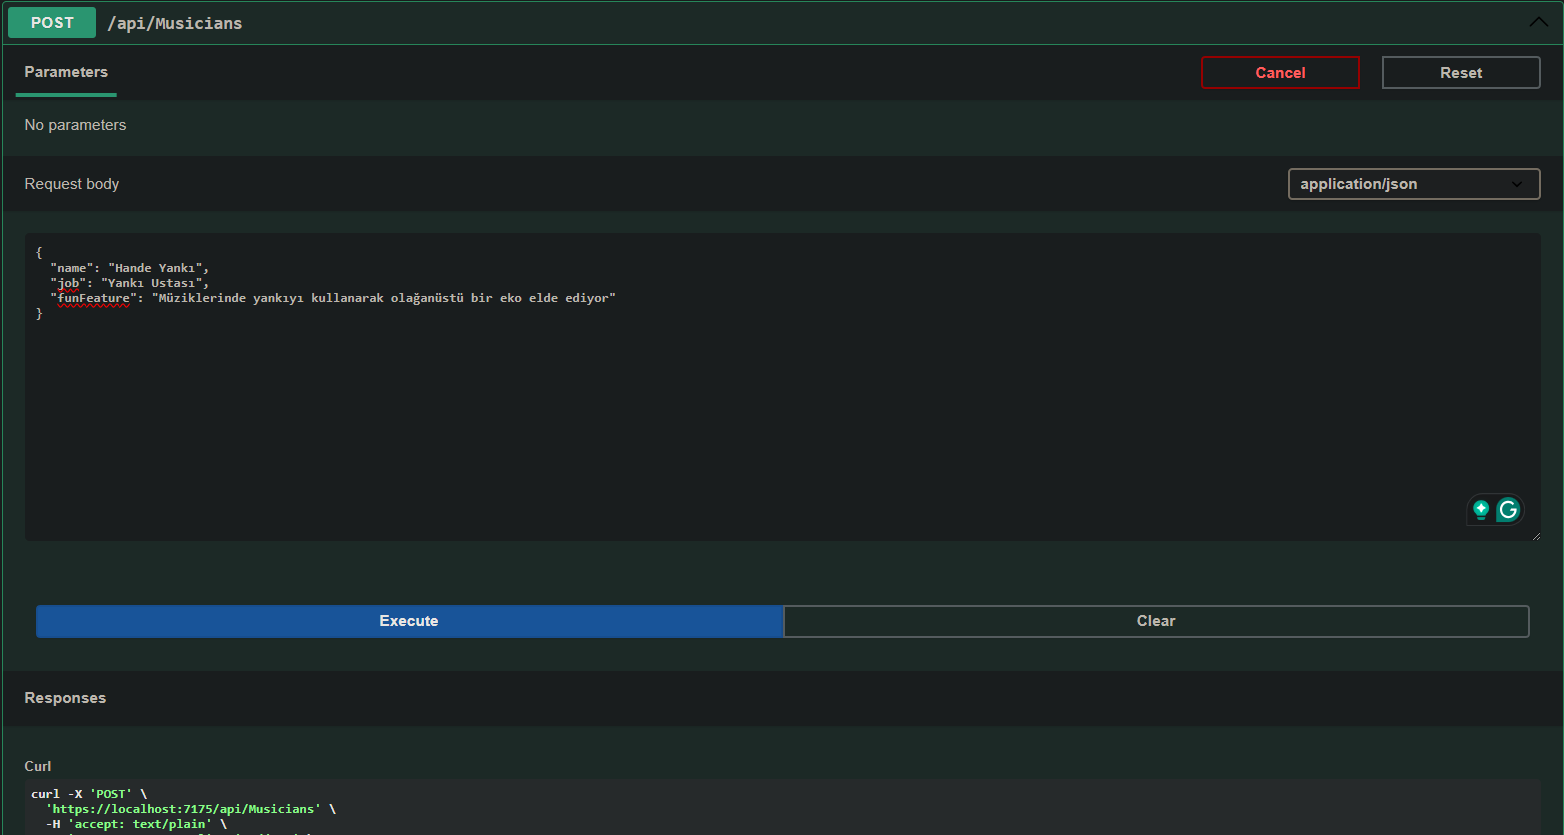 POST /api/Musicians
Parameters
Cancel
Reset
No parameters
Request body
application/json
{
"name": "Hande Yankı",
"job": "Yankı Ustası",
"funFeature": "Müziklerinde yankıyı kullanarak olağanüstü bir eko elde ediyor"
}
Execute
Clear
Responses
Curl
curl -X 'POST' \
'https://localhost:7175/api/Musicians' \
-H 'accept: text/plain' \